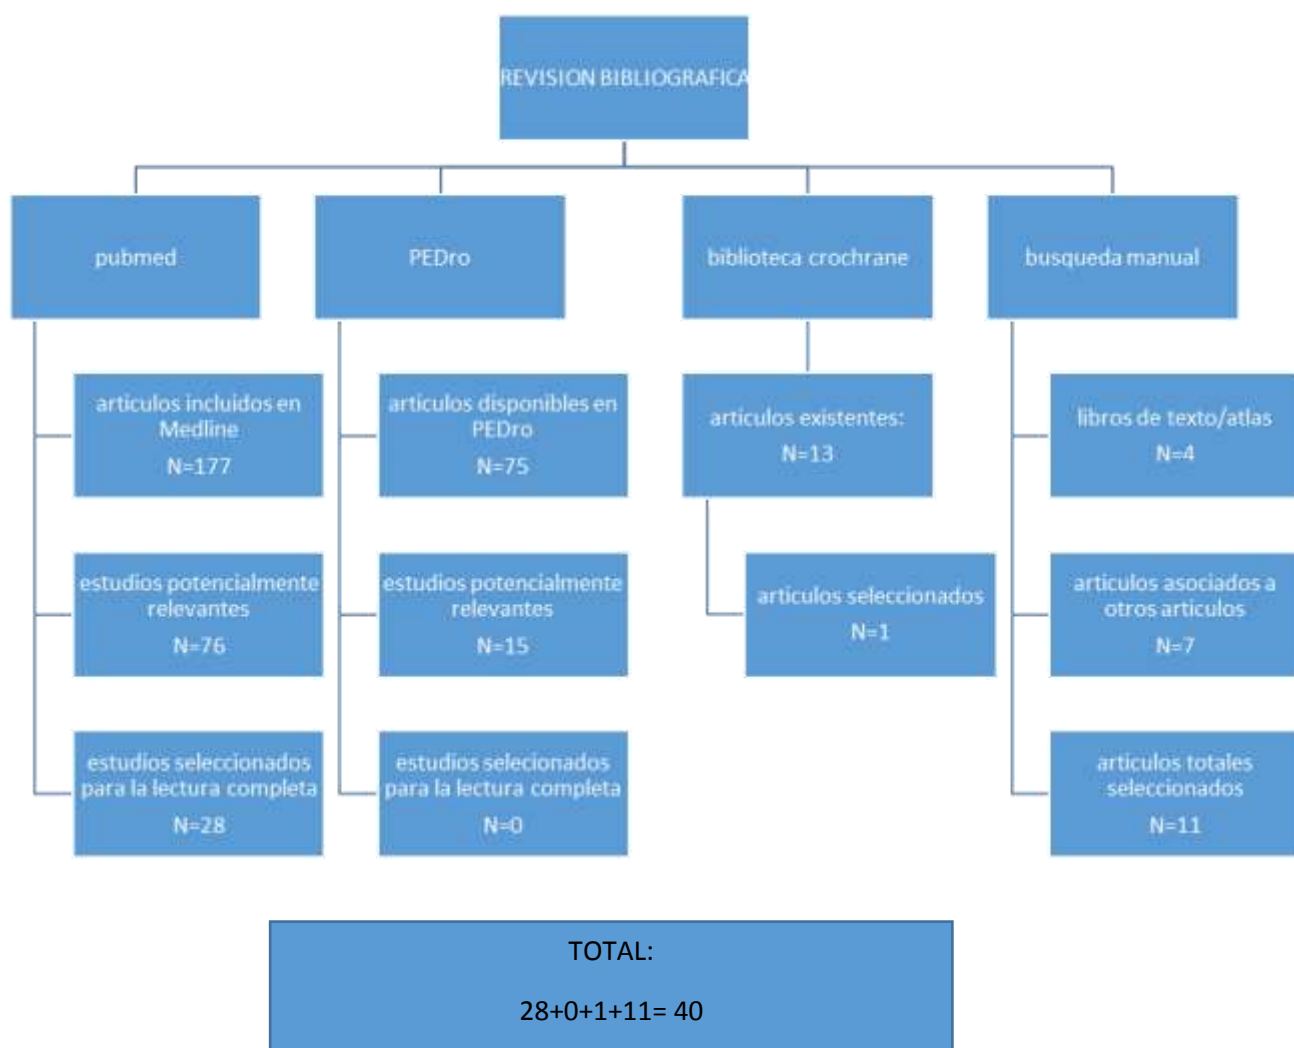 REVISION BIBLIOGRAFICA
pubmed
PEDro
biblioteca crochrane
busqueda manual
articulos incluidos en
Medline
N=177
articulos disponibles en
PEDro
N=75
articulos existentes:
N=13
libros de texto/atlas
N=4
estudios potencialmente
relevantes
N=76
estudios potencialmente
relevantes
N=15
articulos seleccionados
N=1
articulos asociados a
otros articulos
N=7
estudios seleccionados
para la lectura completa
N=28
estudios selecionados
para la lectura completa
N=0
articulos totales
seleccionados
N=11
TOTAL:
28+0+1+11= 40